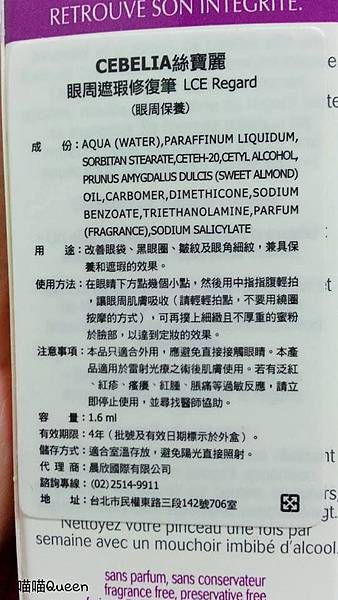 RETROUVE SON INTÉGRITÉ.
CEBELIA絲寶麗
眼周遮瑕修復筆 LCE Regard
(眼周保養)
成　　份：AQUA (WATER),PARAFFINUM LIQUIDUM,
SORBITAN STEARATE,CETEH-20,CETYL ALCOHOL,
PRUNUS AMYGDALUS DULCIS (SWEET ALMOND)
OIL,CARBOMER,DIMETHICONE,SODIUM
BENZOATE,TRIETHANOLAMINE,PARFUM
(FRAGRANCE),SODIUM SALICYLATE
用　　途：改善眼袋、黑眼圈、皺紋及眼角細紋，兼具保
養和遮瑕的效果。
使用方法：在眼睛下方點幾個小點，然後用中指指腹輕拍
，讓眼周肌膚吸收（請輕輕拍點，不要用繞圈
按摩的方式），可再撲上細緻且不厚重的蜜粉
於臉部，以達到定妝的效果。
注意事項：本品只適合外用，應避免直接接觸眼睛。本產
品適用於雷射光療之術後肌膚使用。若有泛紅
、紅疹、瘙癢、紅腫、脹痛等過敏反應，請立
即停止使用，並尋找醫師協助。
容　　量：1.6 ml
有效期限：4年（批號及有效日期標示於外盒）。
儲存方式：適合室溫存放，避免陽光直接照射。
代 理 商：晨欣國際有限公司
諮詢專線：(02)2514-9911
地　　址：台北市民權東路三段142號706室
Nettoyez votre pinceau une fois par
semaine avec un mouchoir imbibé d'alcool.
sans parfum, sans conservateur
fragrance free, preservative free
喵喵Queen